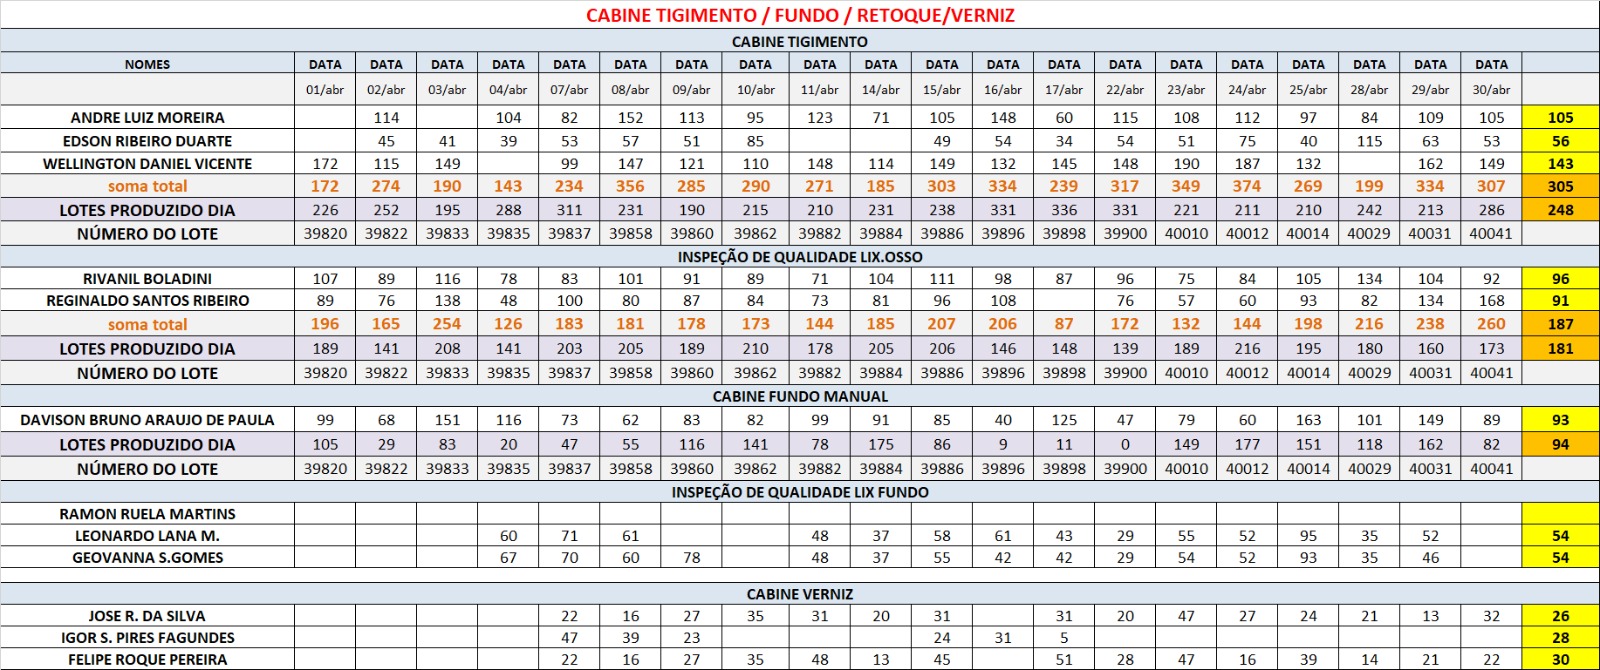 CABINE TIGIMENTO / FUNDO / RETOQUE/VERNIZ
CABINE TIGIMENTO
NOMES DATA DATA DATA DATA DATA DATA DATA DATA DATA DATA DATA DATA DATA DATA DATA DATA DATA DATA DATA DATA
01/abr 02/abr 03/abr 04/abr 07/abr 08/abr 09/abr 10/abr 11/abr 14/abr 15/abr 16/abr 17/abr 22/abr 23/abr 24/abr 25/abr 28/abr 29/abr 30/abr
ANDRE LUIZ MOREIRA 114 104 82 152 113 95 123 71 105 148 60 115 108 112 97 84 109 105 105
EDSON RIBEIRO DUARTE 45 41 39 53 57 51 85 49 54 34 54 51 75 40 115 63 53 56
WELLINGTON DANIEL VICENTE 172 115 149 99 147 121 110 148 114 149 132 145 148 190 187 132 162 149 143
soma total 172 274 190 143 234 356 285 290 271 185 303 334 239 317 349 374 269 199 334 307 305
LOTES PRODUZIDO DIA 226 252 195 288 311 231 190 215 210 231 238 331 336 331 221 211 210 242 213 286 248
NÚMERO DO LOTE 39820 39822 39833 39835 39837 39858 39860 39862 39882 39884 39886 39896 39898 39900 40010 40012 40014 40029 40031 40041
INSPEÇÃO DE QUALIDADE LIX.OSSO
RIVANIL BOLADINI 107 89 116 78 83 101 91 89 71 104 111 98 87 96 75 84 105 134 104 92 96
REGINALDO SANTOS RIBEIRO 89 76 138 48 100 80 87 84 73 81 96 108 76 57 60 93 82 134 168 91
soma total 196 165 254 126 183 181 178 173 144 185 207 206 87 172 132 144 198 216 238 260 187
LOTES PRODUZIDO DIA 189 141 208 141 203 205 189 210 178 205 206 146 148 139 189 216 195 180 160 173 181
NÚMERO DO LOTE 39820 39822 39833 39835 39837 39858 39860 39862 39882 39884 39886 39896 39898 39900 40010 40012 40014 40029 40031 40041
CABINE FUNDO MANUAL
DAVISON BRUNO ARAUJO DE PAULA 99 68 151 116 73 62 83 82 99 91 85 40 125 47 79 60 163 101 149 89 93
LOTES PRODUZIDO DIA 105 29 83 20 47 55 116 141 78 175 86 9 11 0 149 177 151 118 162 82 94
NÚMERO DO LOTE 39820 39822 39833 39835 39837 39858 39860 39862 39882 39884 39886 39896 39898 39900 40010 40012 40014 40029 40031 40041
INSPEÇÃO DE QUALIDADE LIX FUNDO
RAMON RUELA MARTINS
LEONARDO LANA M. 60 71 61 48 37 58 61 43 29 55 52 95 35 52 54
GEOVANNA S.GOMES 67 70 60 78 48 37 55 42 42 29 54 52 93 35 46 54
CABINE VERNIZ
JOSE R. DA SILVA 22 16 27 35 31 20 31 31 20 47 27 24 21 13 32 26
IGOR S. PIRES FAGUNDES 47 39 23 24 31 5 28
FELIPE ROQUE PEREIRA 22 16 27 35 48 13 45 51 28 47 16 39 14 21 22 30